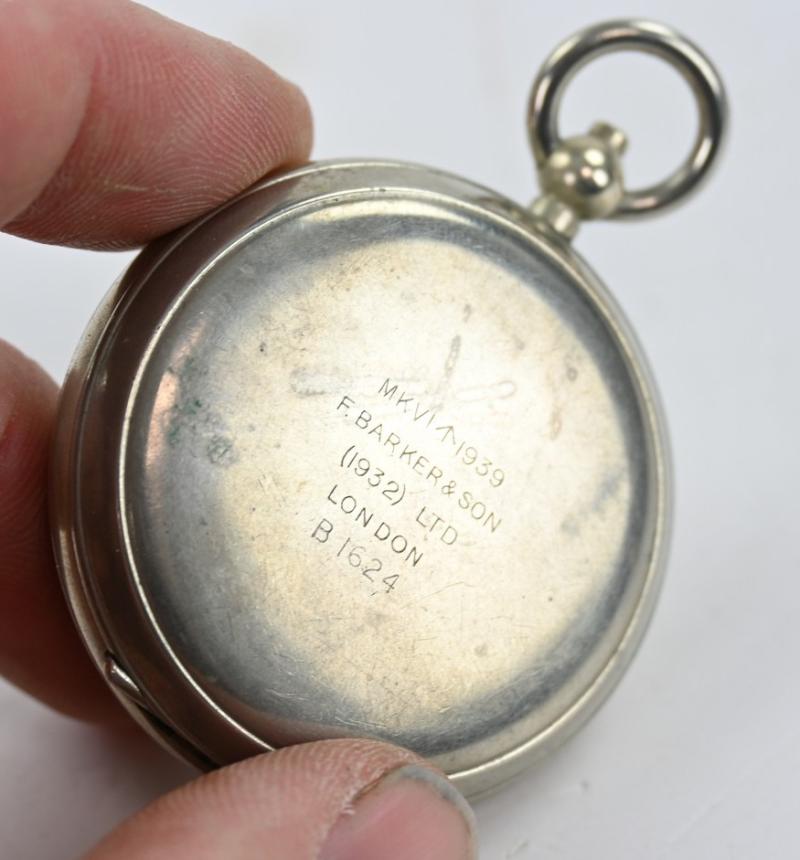 MKVI ↑ 1939
F. BARKER & SON
(1932) LTD
LONDON
B 1624